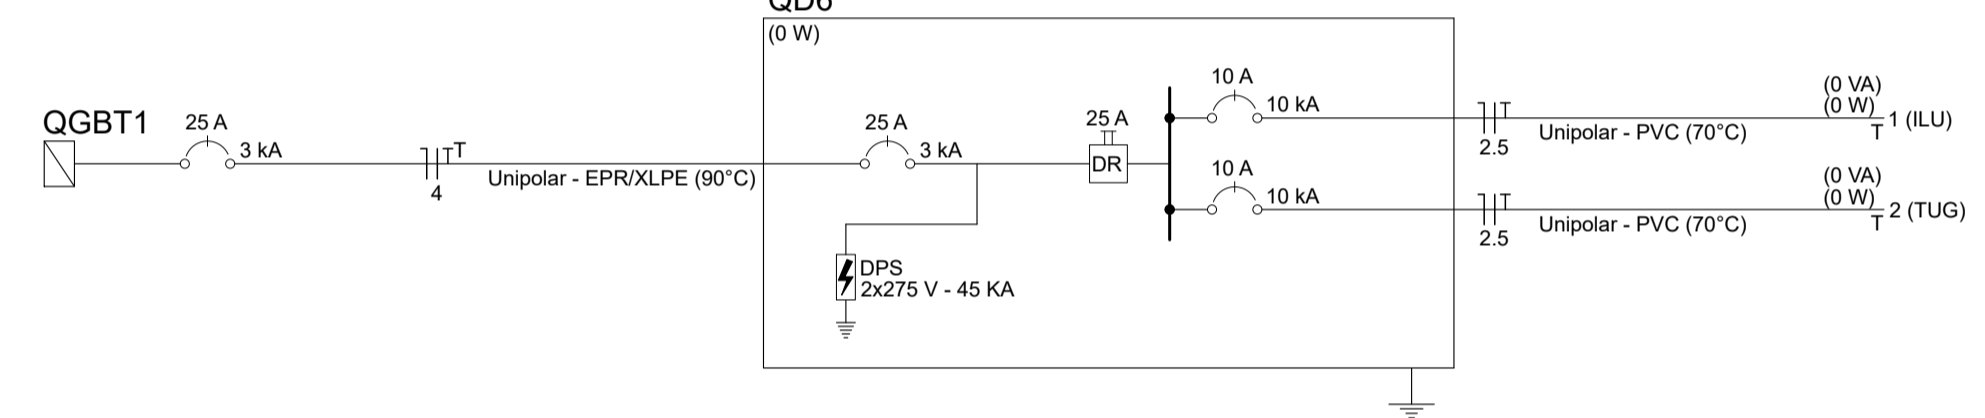 QD6
(0 W)
QGBT1
25 A
3 kA
4
Unipolar - EPR/XLPE (90°C)
25 A
3 kA
25 A
DR
DPS
2x275 V - 45 KA
10 A
10 kA
T
2.5
Unipolar - PVC (70°C)
(0 VA)
(0 W)
T
1 (ILU)
10 A
10 kA
T
2.5
Unipolar - PVC (70°C)
(0 VA)
(0 W)
T
2 (TUG)